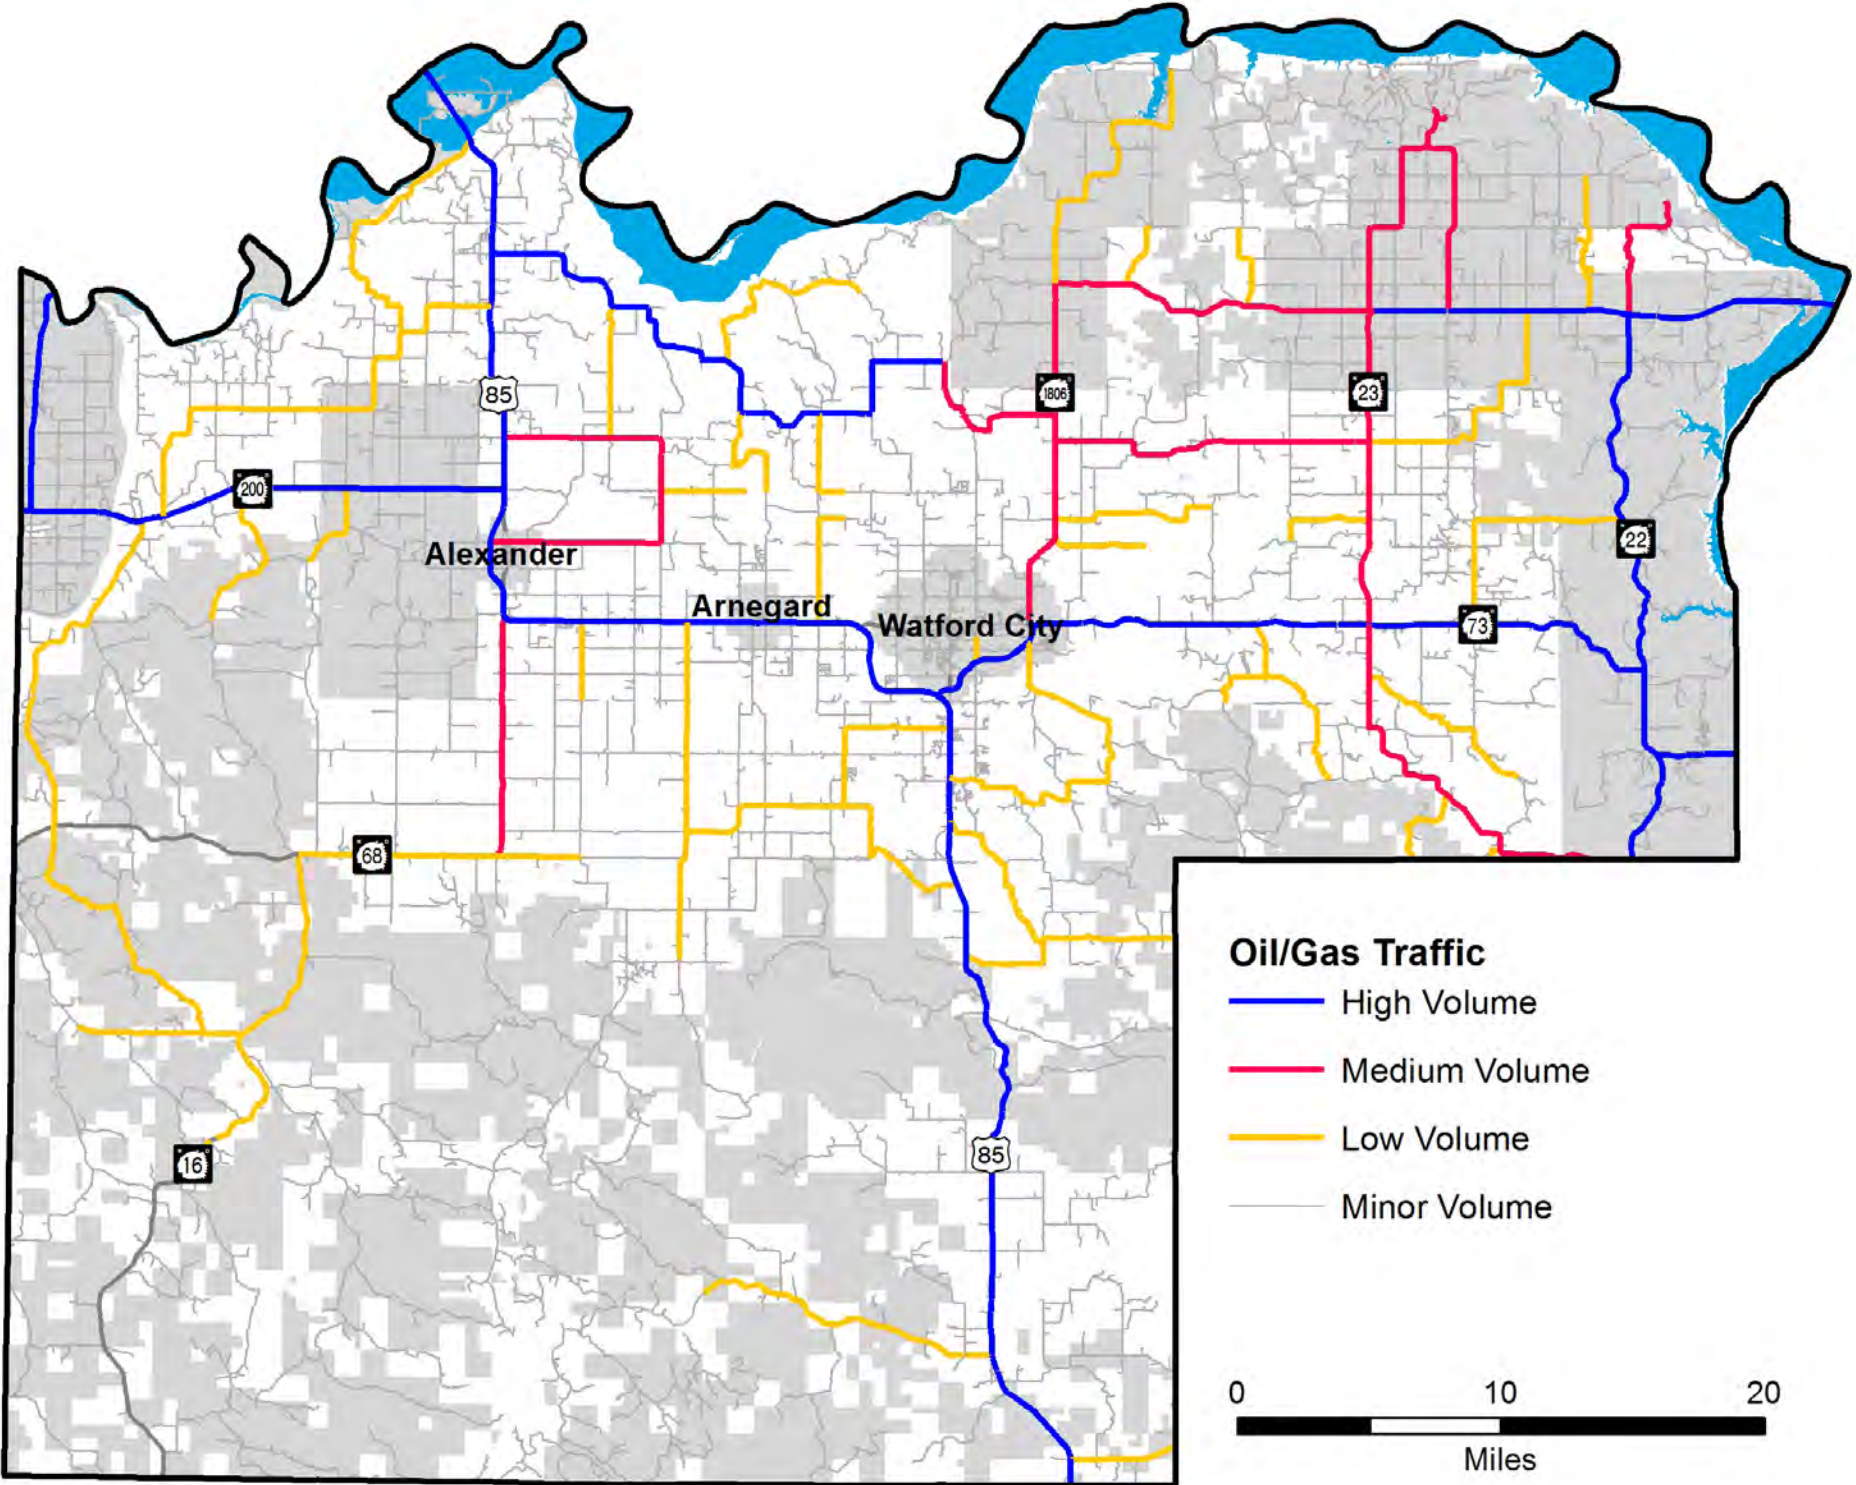 85
1806
23
200
Alexander
22
Arnegard
Watford City
73
68
Oil/Gas Traffic
High Volume
Medium Volume
Low Volume
85
16
Minor Volume
0 10 20
Miles